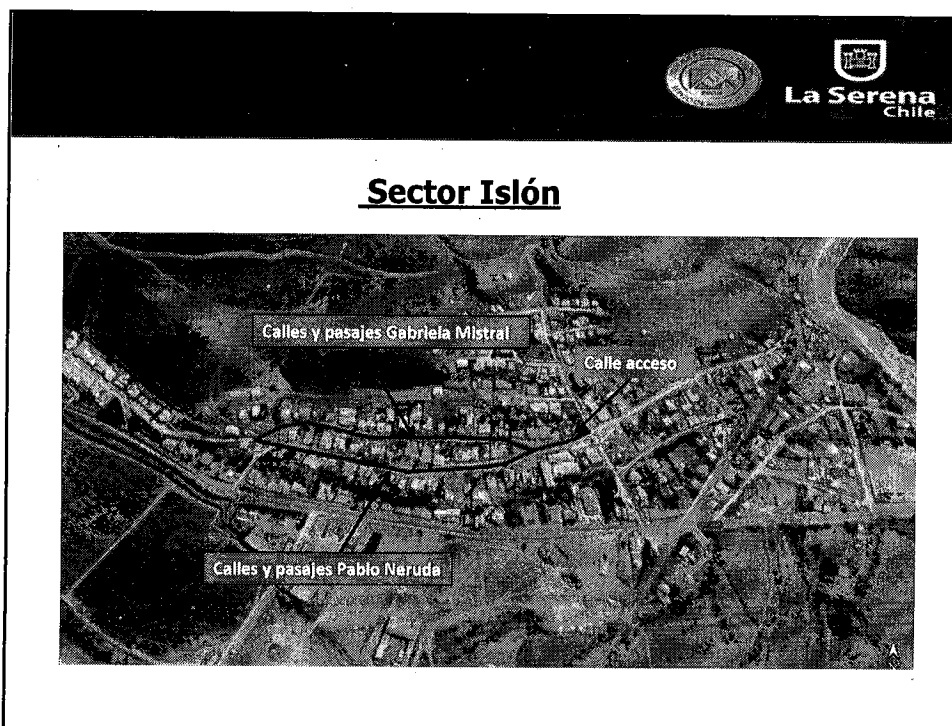 La Serena
Chile
Sector Islón
Calles y pasajes Gabriela Mistral
Calle acceso
Calles y pasajes Pablo Neruda